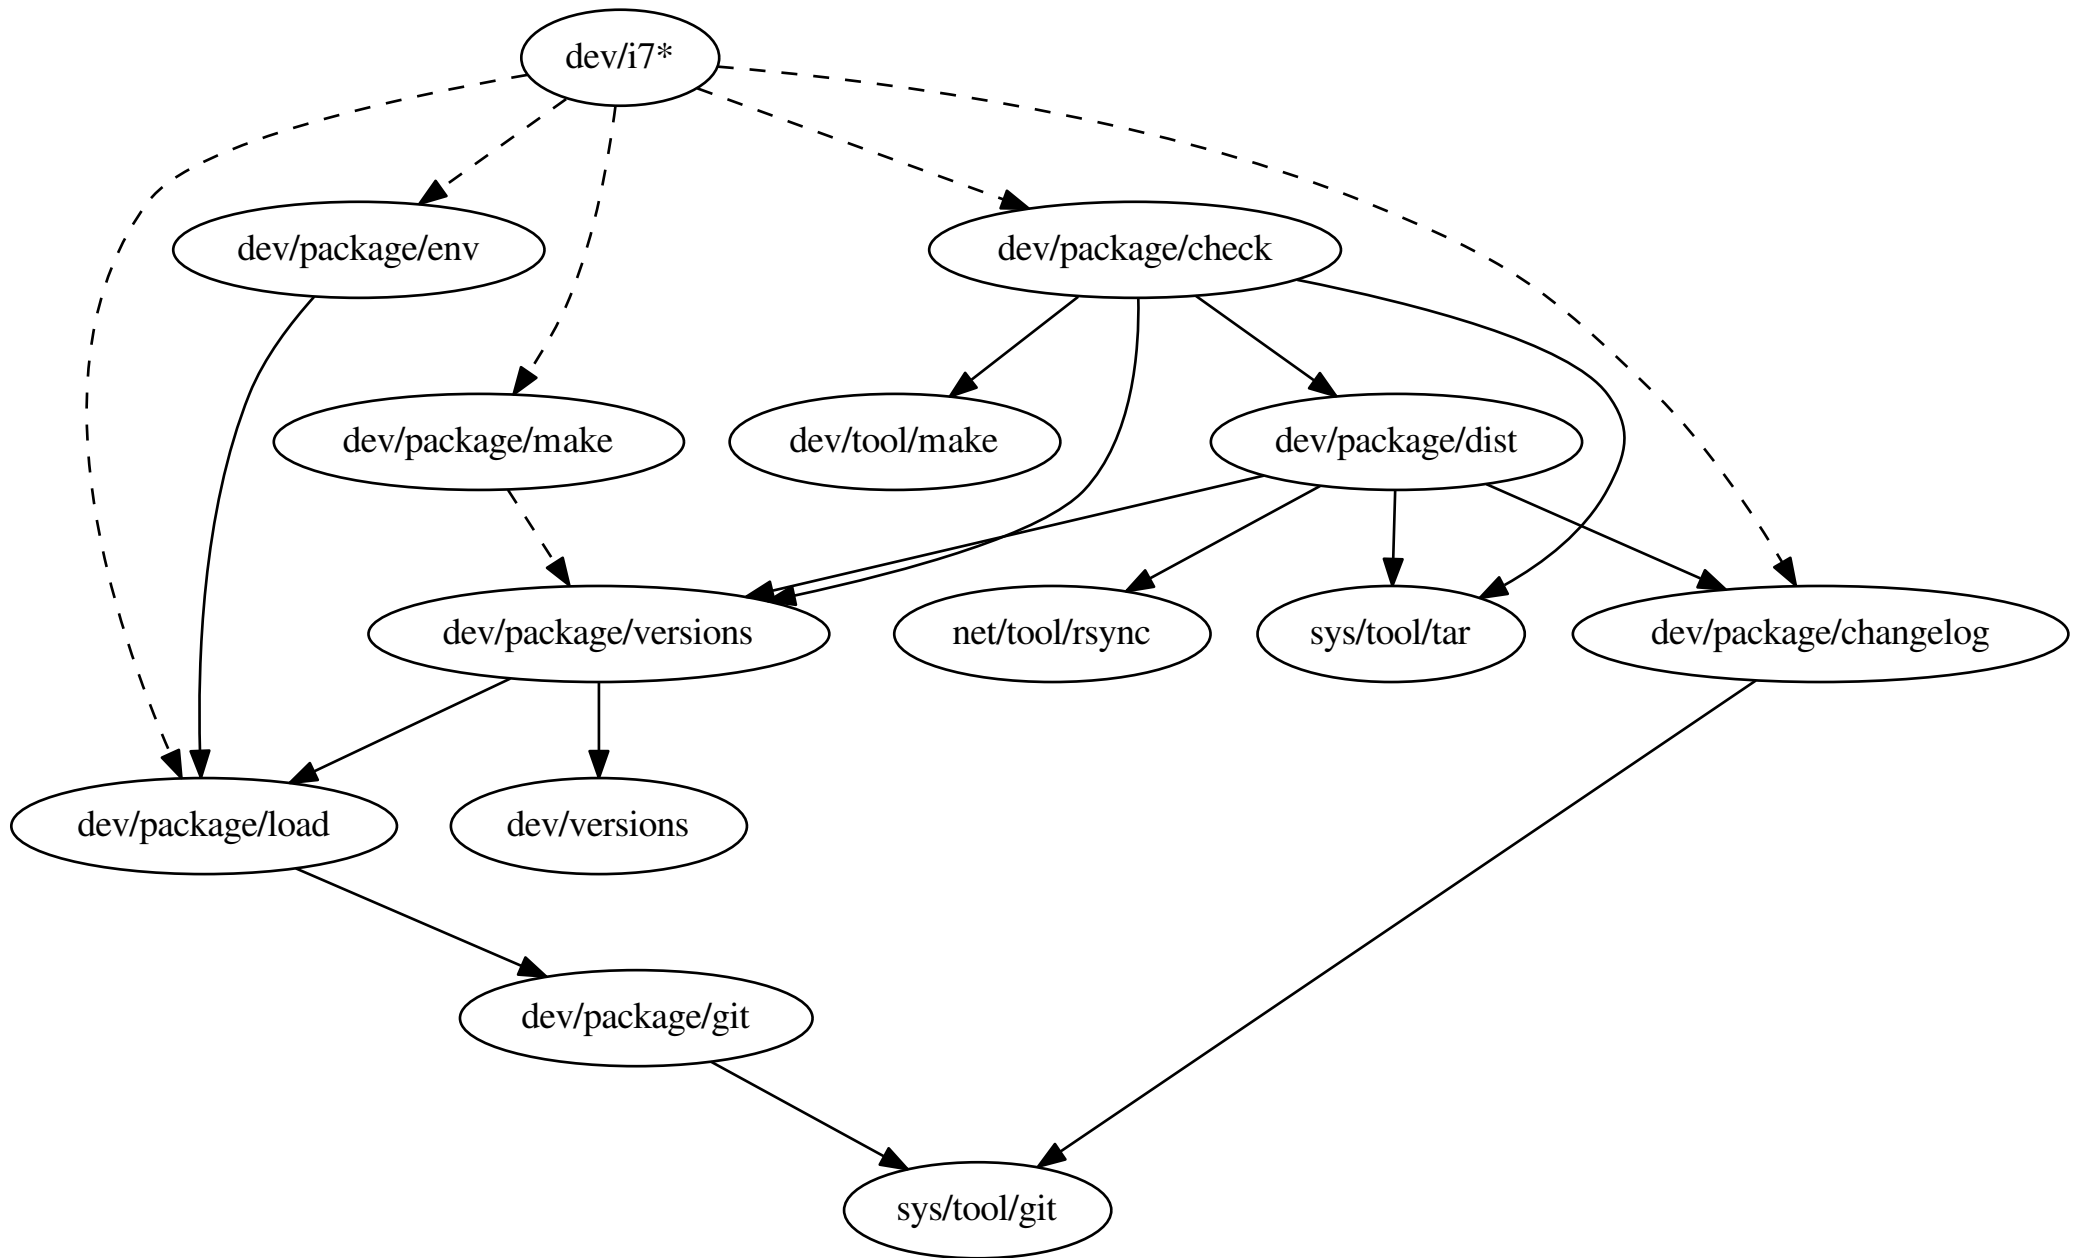 dev/i7*
dev/package/env
dev/package/check
dev/package/make
dev/tool/make
dev/package/dist
dev/package/versions
net/tool/rsync
sys/tool/tar
dev/package/changelog
dev/package/load
dev/versions
dev/package/git
sys/tool/git